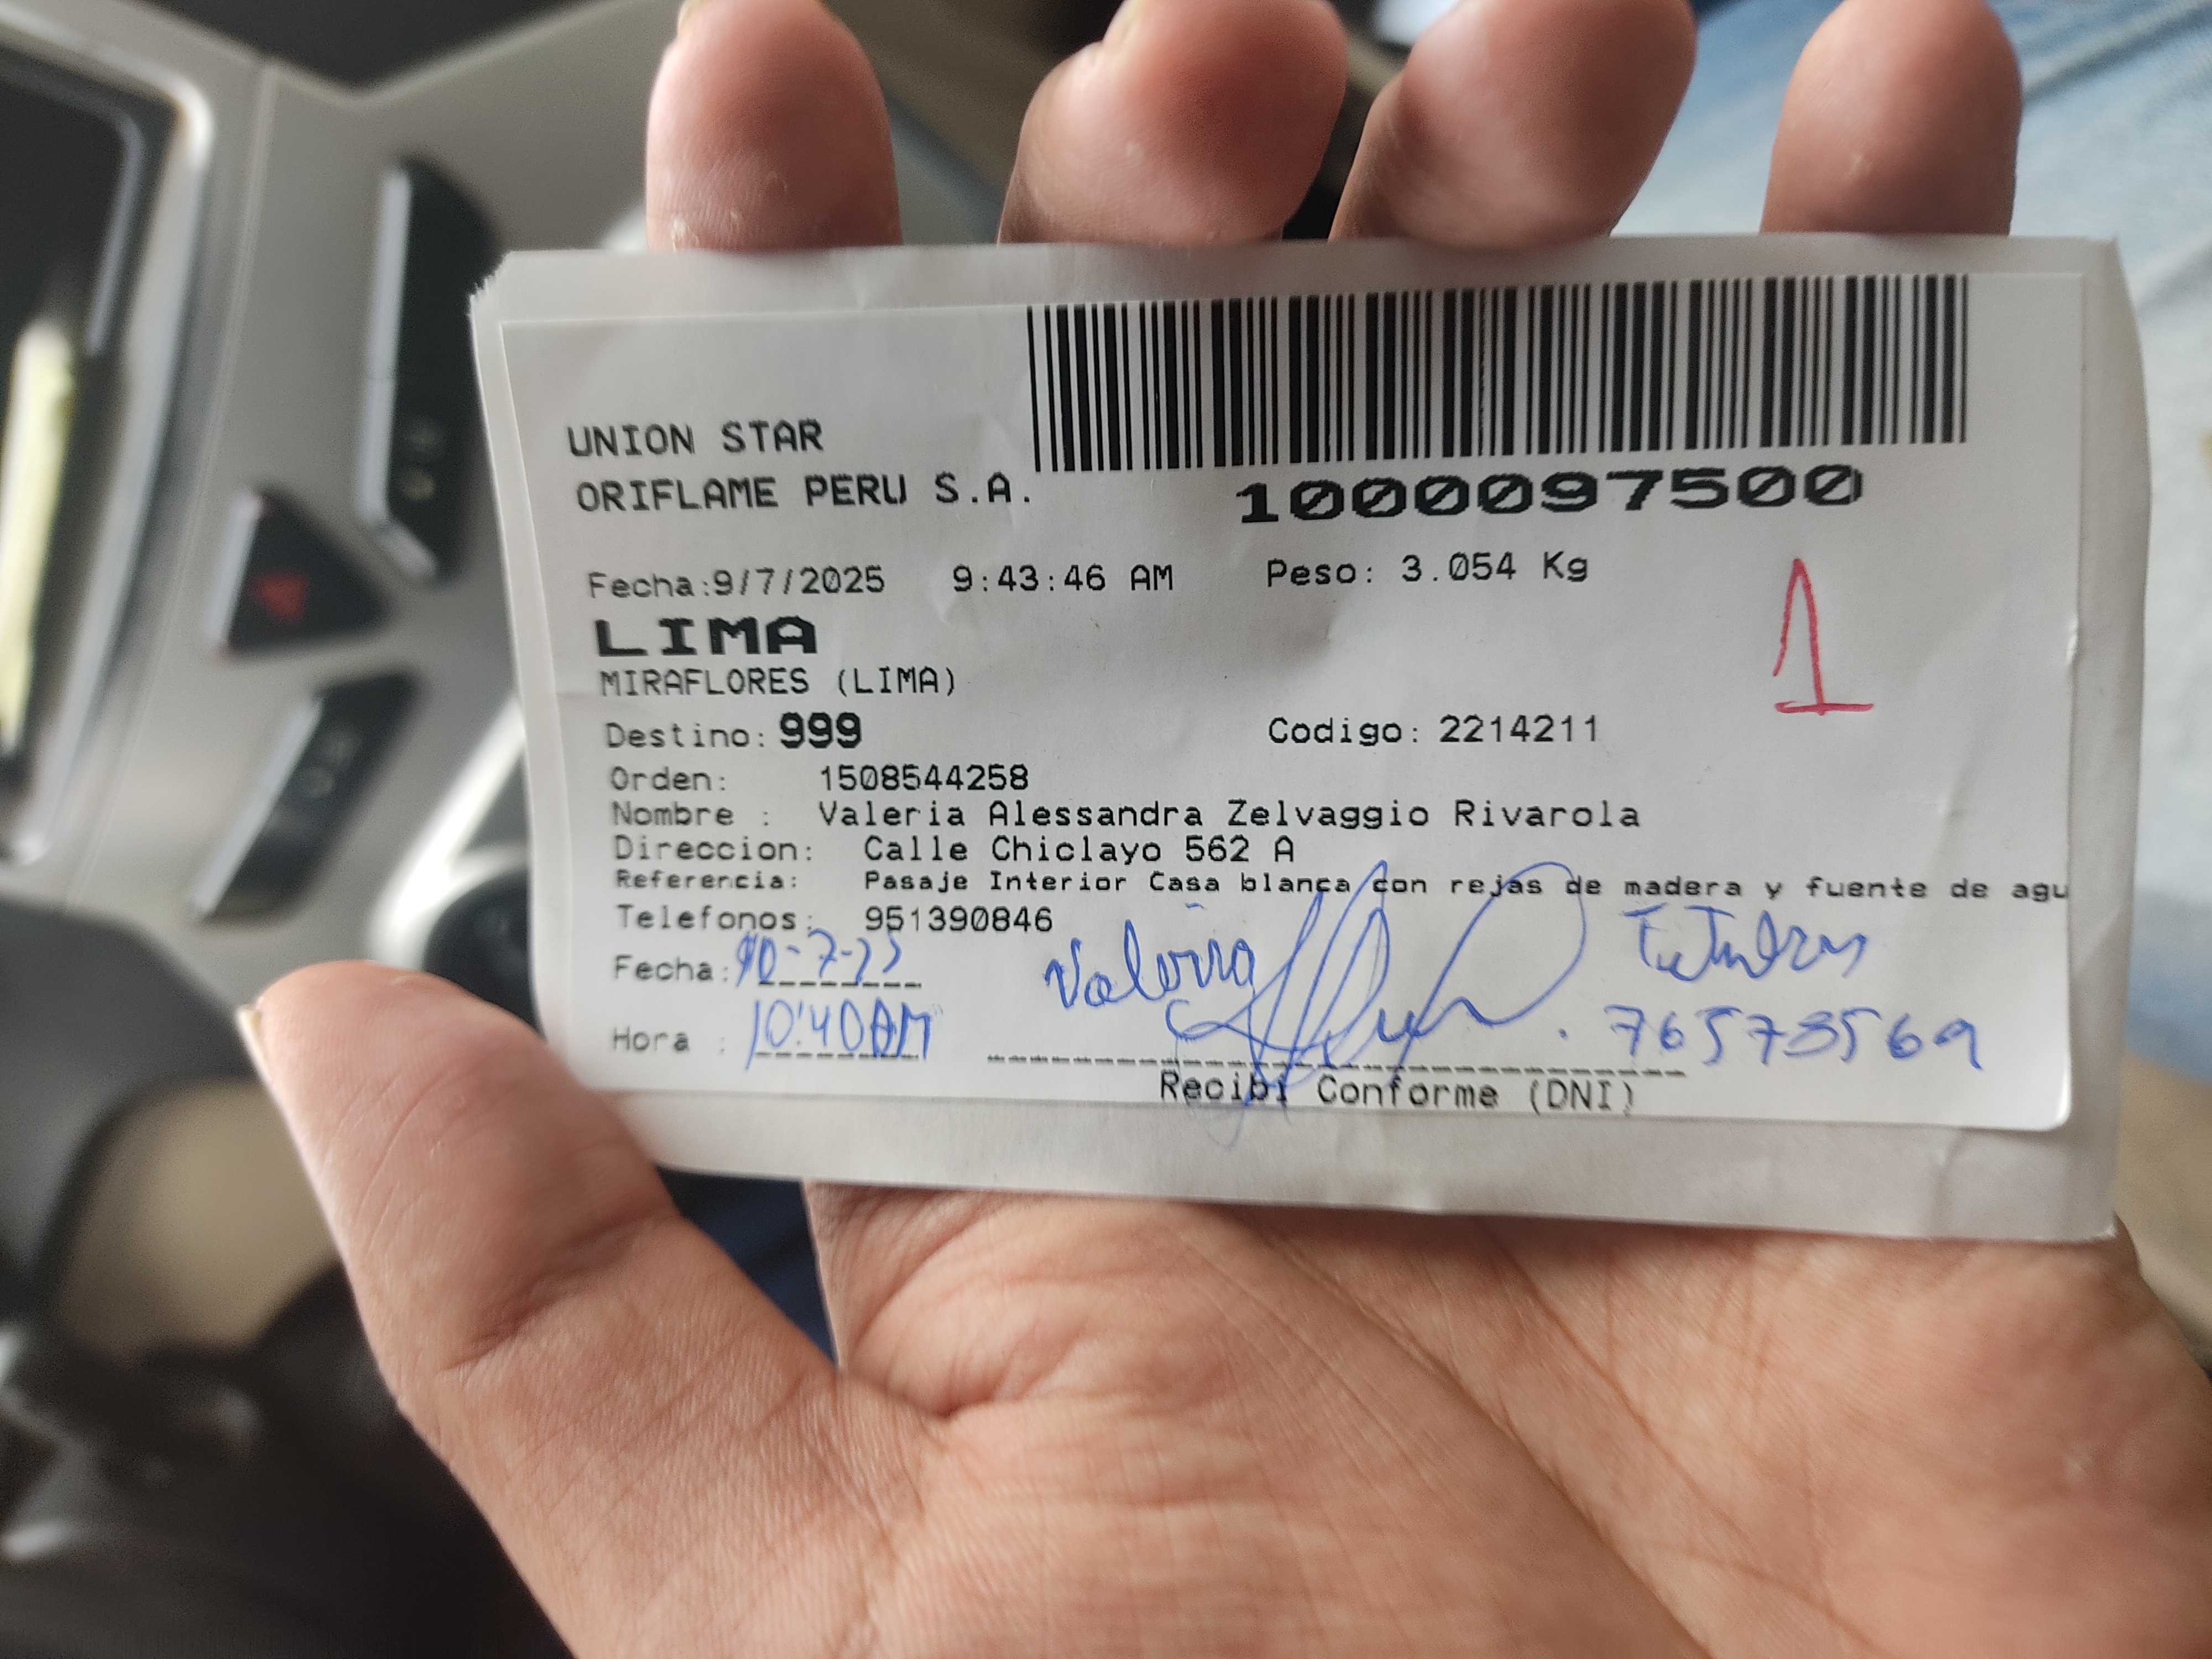 UNION STAR
ORIFLAME PERU S.A.
1000097500
Fecha:9/7/2025 9:43:46 AM Peso: 3.054 Kg
1
LIMA
MIRAFLORES (LIMA)
Destino: 999 Codigo: 2214211
Orden: 1508544258
Nombre : Valeria Alessandra Zelvaggio Rivarola
Direccion: Calle Chiclayo 562 A
Referencia: Pasaje Interior Casa blanca con rejas de madera y fuente de agu
Telefonos: 951390846
Fecha: Valeria
Hora : 10:40AM 76573569
Recibi Conforme (DNI)